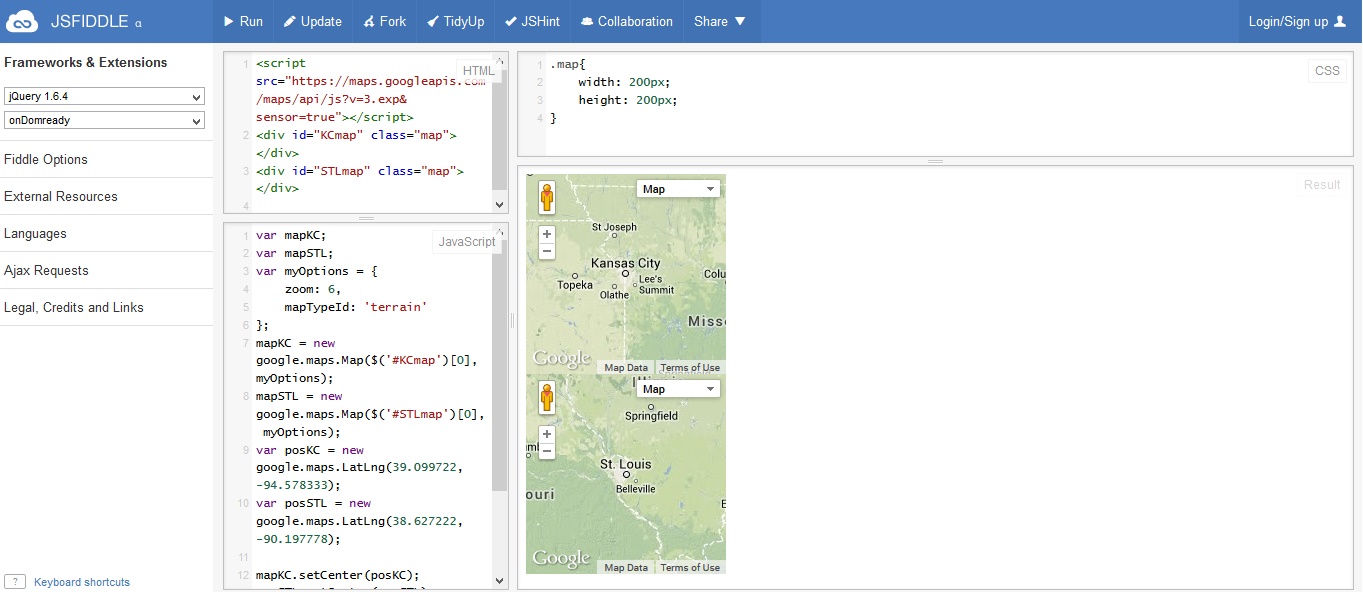 JSFIDDLE α
Run
Update
Fork
TidyUp
JSHint
Collaboration
Share
Login/Sign up
Frameworks & Extensions
jQuery 1.6.4
onDomready
Fiddle Options
External Resources
Languages
Ajax Requests
Legal, Credits and Links
? Keyboard shortcuts
HTML
1 <script
src="https://maps.googleapis.com
/maps/api/js?v=3.exp&
sensor=true"></script>
2 <div id="KCmap" class="map">
</div>
3 <div id="STLmap" class="map">
</div>
4
JavaScript
1 var mapKC;
2 var mapSTL;
3 var myOptions = {
4 zoom: 6,
5 mapTypeId: 'terrain'
6 };
7 mapKC = new
google.maps.Map($('#KCmap')[0],
myOptions);
8 mapSTL = new
google.maps.Map($('#STLmap')[0],
myOptions);
9 var posKC = new
google.maps.LatLng(39.099722,
-94.578333);
10 var posSTL = new
google.maps.LatLng(38.627222,
-90.197778);
11
12 mapKC.setCenter(posKC);
CSS
1 .map{
2 width: 200px;
3 height: 200px;
4 }
Result
Map
St Joseph
Kansas City
Colu
Topeka
Lee's
Summit
Olathe
Misso
Google
Map Data
Terms of Use
Map
Springfield
St. Louis
Belleville
ouri
Google
Map Data
Terms of Use